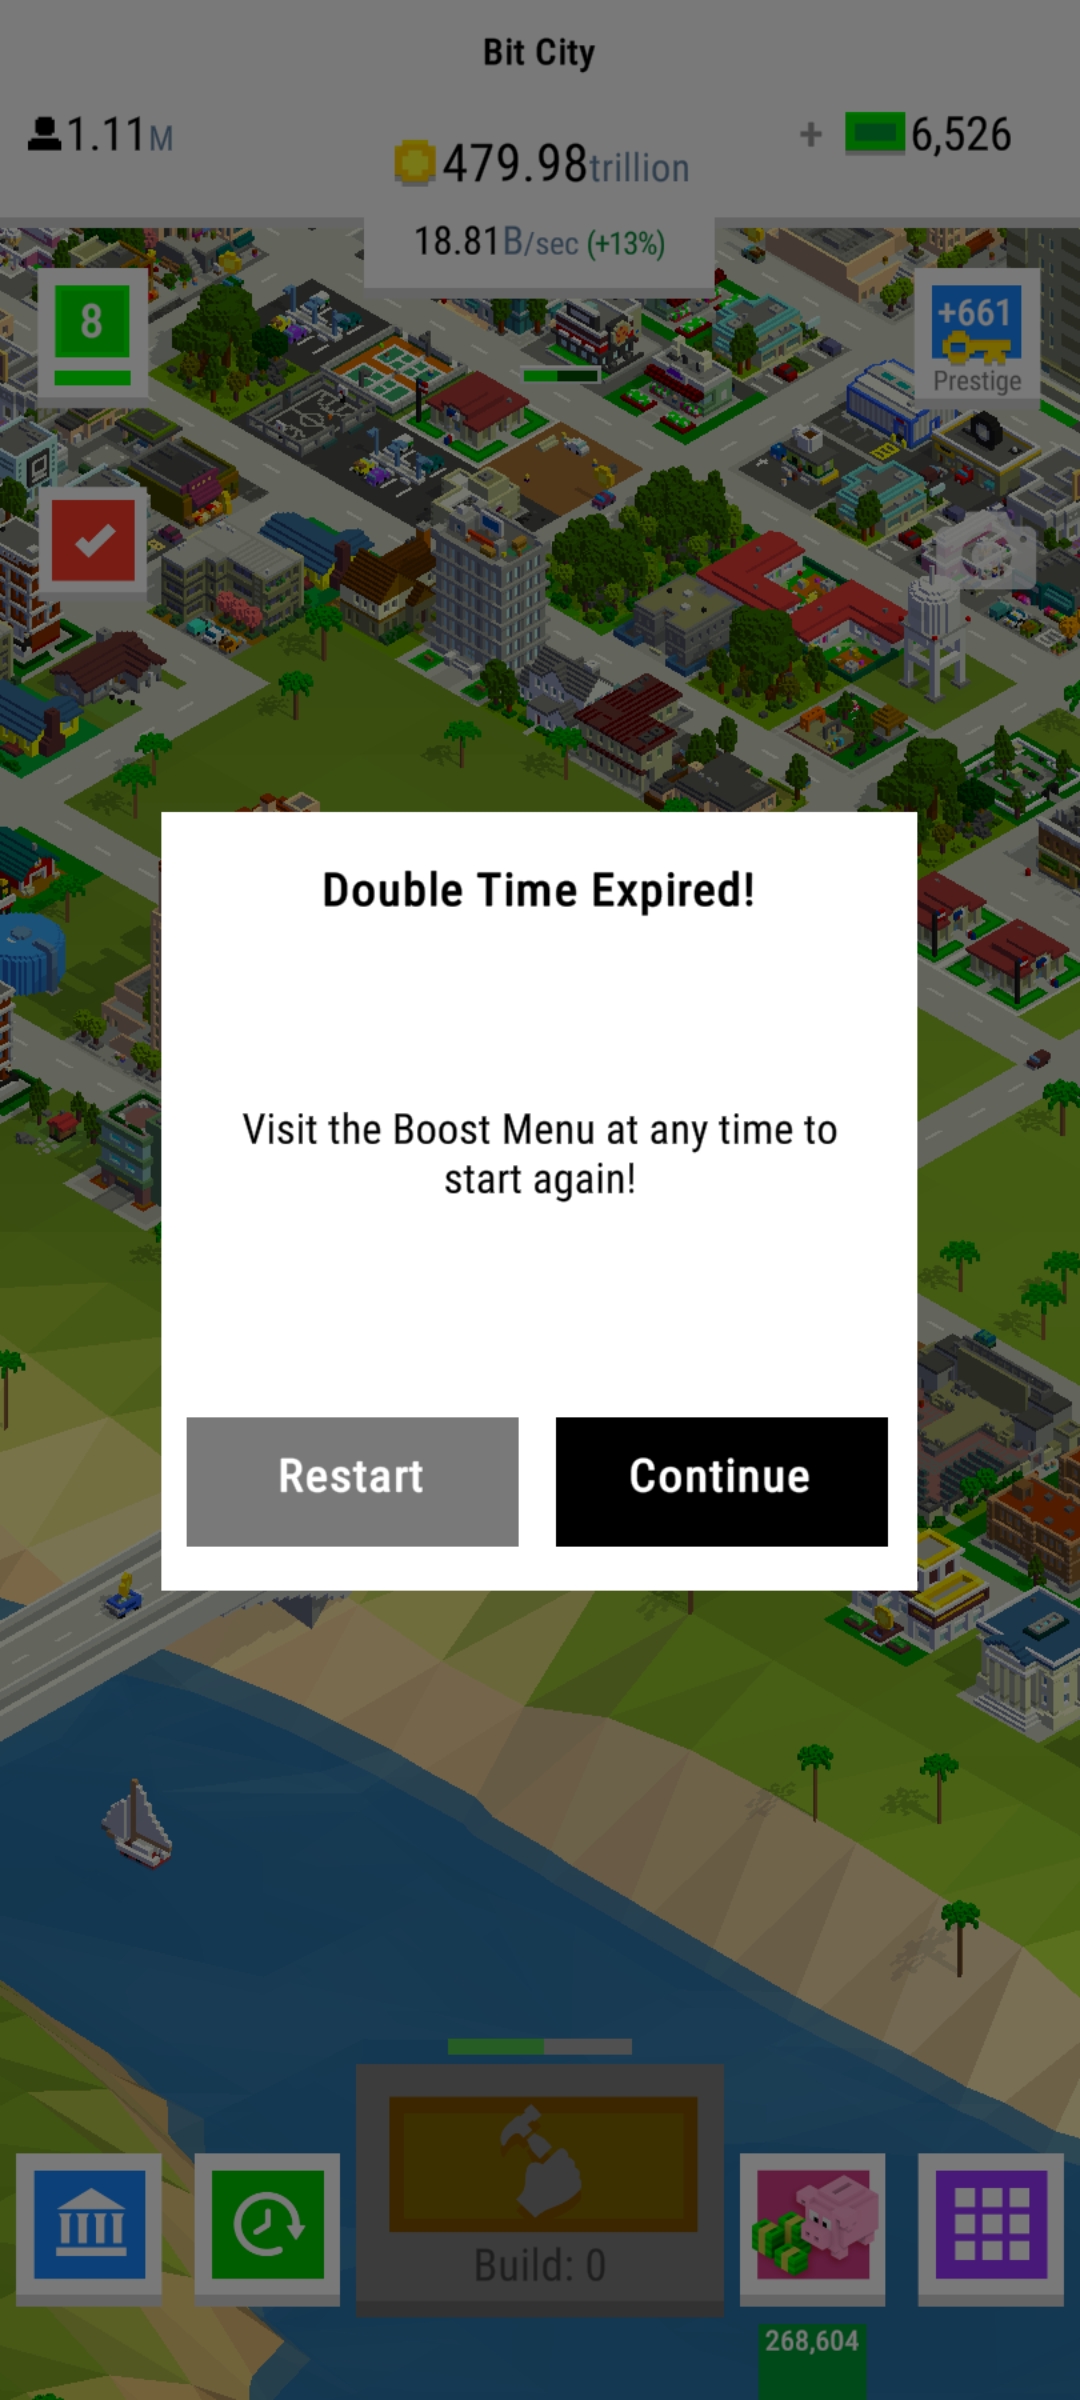 Bit City
1.11M
479.98trillion
+ 6,526
18.81B/sec (+13%)
8
+661
Prestige
Double Time Expired!
Visit the Boost Menu at any time to
start again!
Restart
Continue
Build: 0
268,604